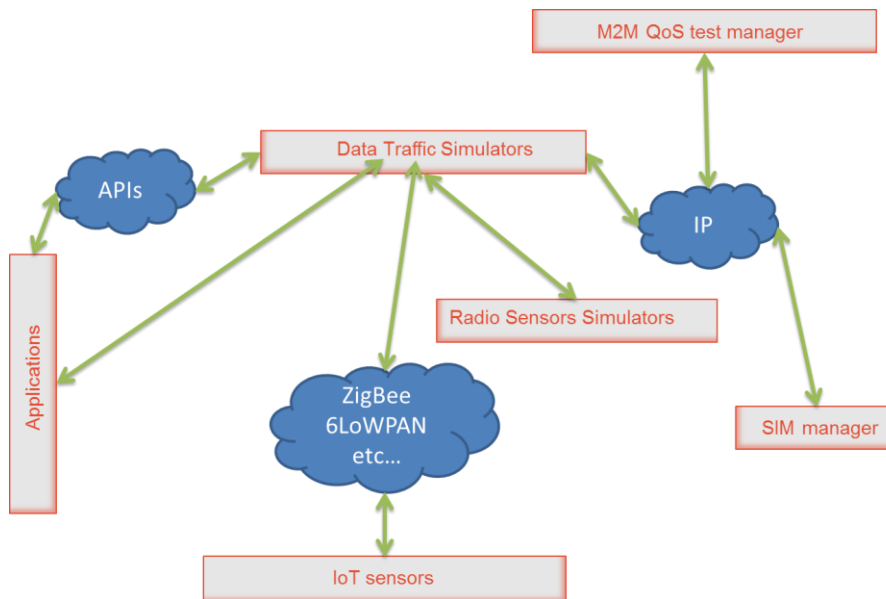 M2M QoS test manager
Data Traffic Simulators
APIs
IP
Radio Sensors Simulators
Applications
ZigBee
6LoWPAN
etc...
SIM manager
IoT sensors